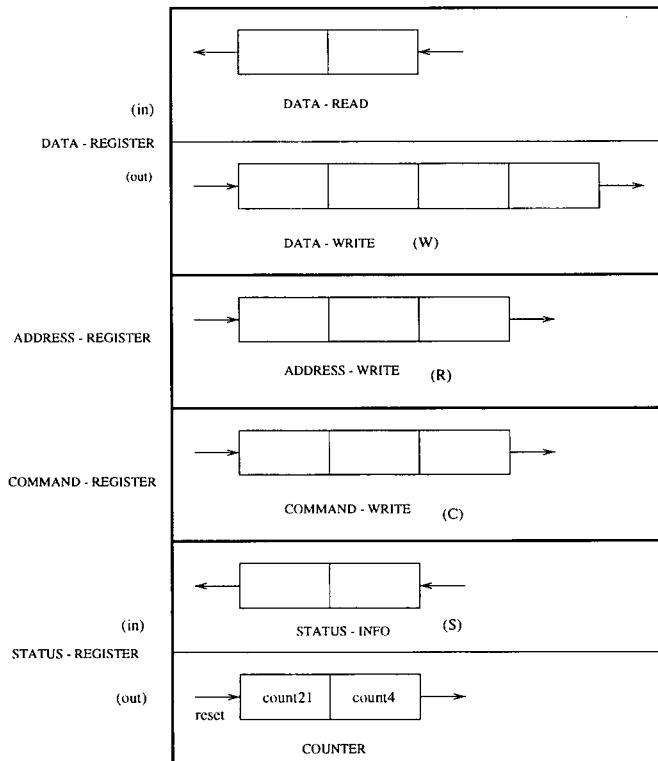 DATA - READ
(in)
DATA - REGISTER
(out)
DATA - WRITE (W)
ADDRESS - REGISTER
ADDRESS - WRITE (R)
COMMAND - REGISTER
COMMAND - WRITE (C)
(in)
STATUS - INFO (S)
STATUS - REGISTER
(out)
count21 count4
reset
COUNTER